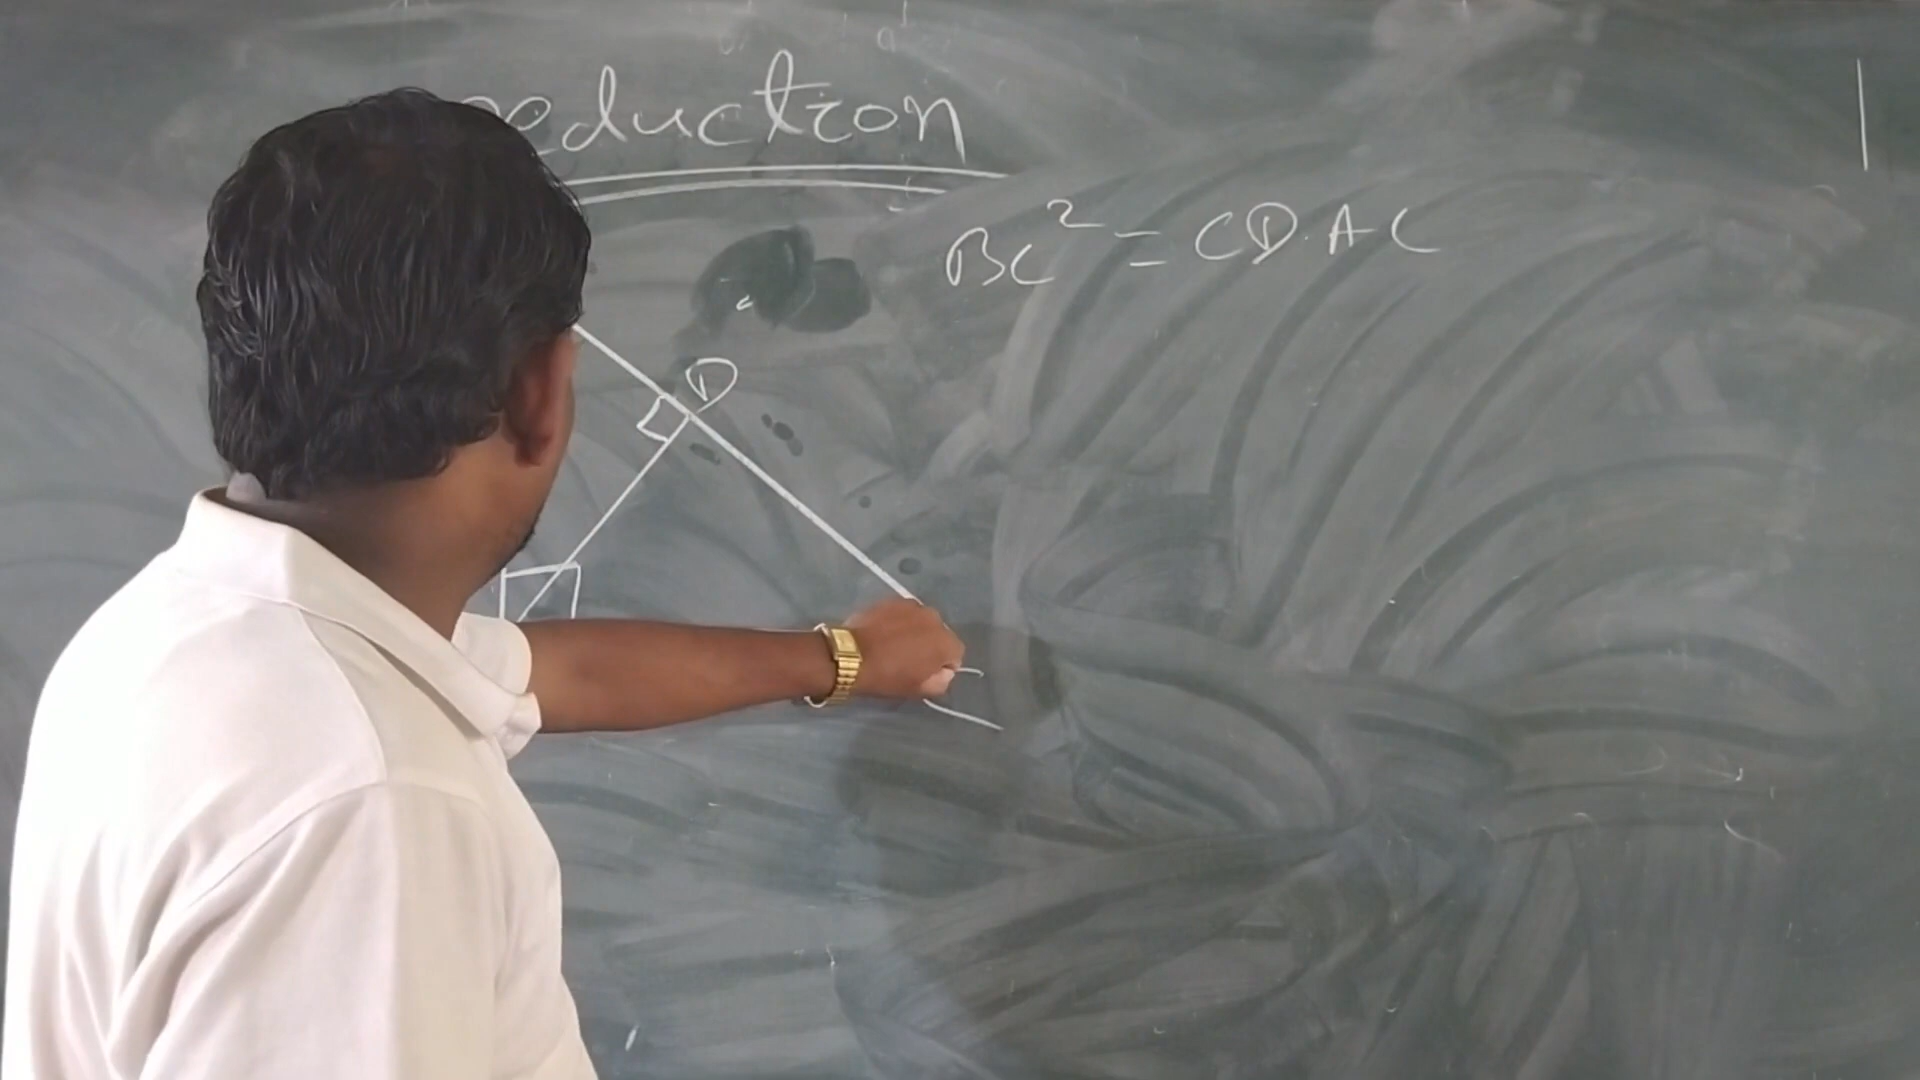 eduction
BC² = CD.AC
D